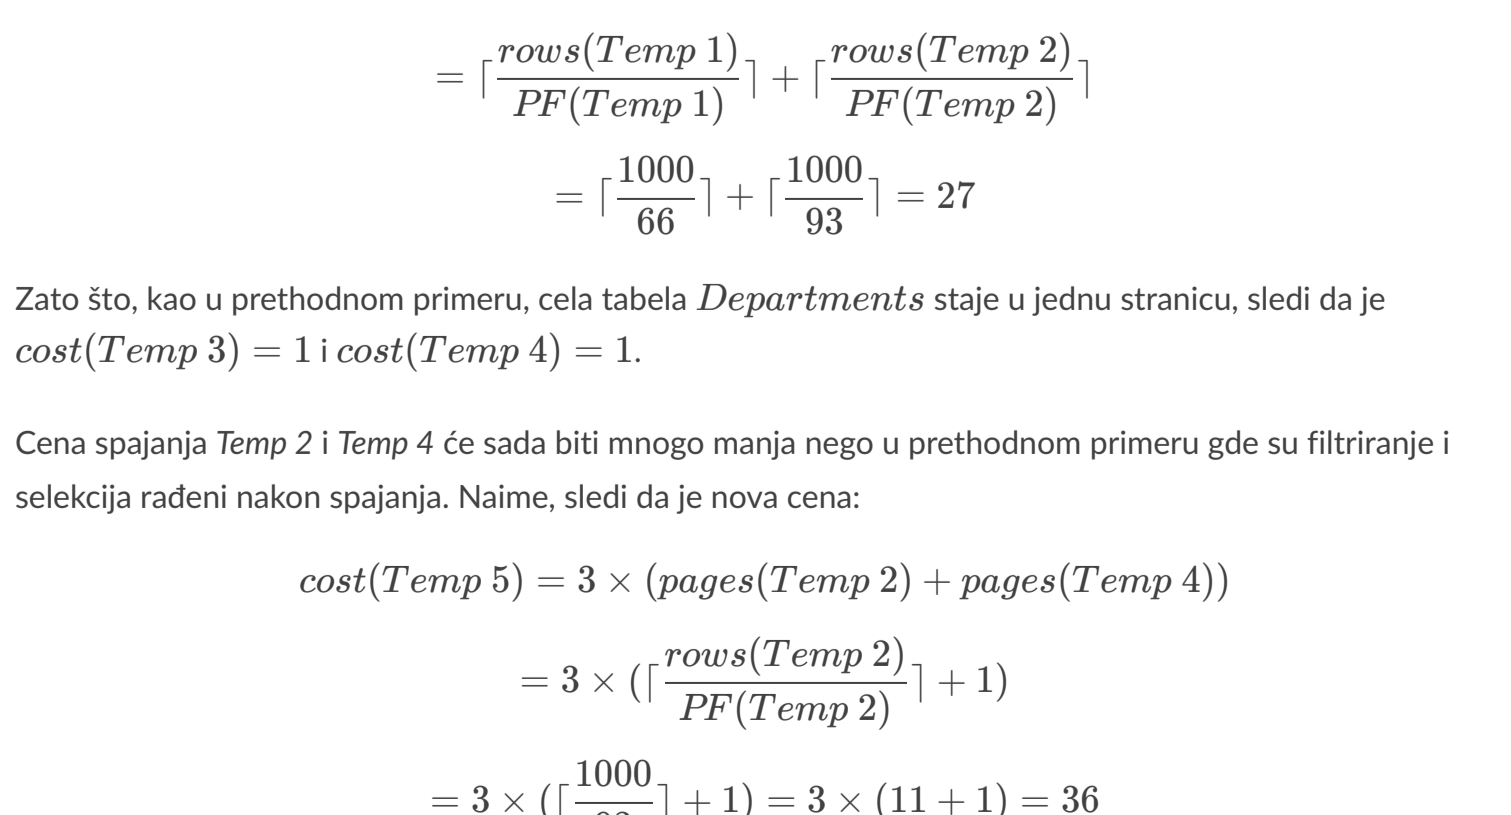 = ⌈rows(Temp 1)/PF(Temp 1)⌉ + ⌈rows(Temp 2)/PF(Temp 2)⌉
= ⌈1000/66⌉ + ⌈1000/93⌉ = 27
Zato što, kao u prethodnom primeru, cela tabela Departments staje u jednu stranicu, sledi da je
cost(Temp 3) = 1 i cost(Temp 4) = 1.
Cena spajanja Temp 2 i Temp 4 će sada biti mnogo manja nego u prethodnom primeru gde su filtriranje i
selekcija rađeni nakon spajanja. Naime, sledi da je nova cena:
cost(Temp 5) = 3 × (pages(Temp 2) + pages(Temp 4))
= 3 × (⌈rows(Temp 2)/PF(Temp 2)⌉ + 1)
= 3 × (⌈1000/ ⌉ + 1) = 3 × (11 + 1) = 36